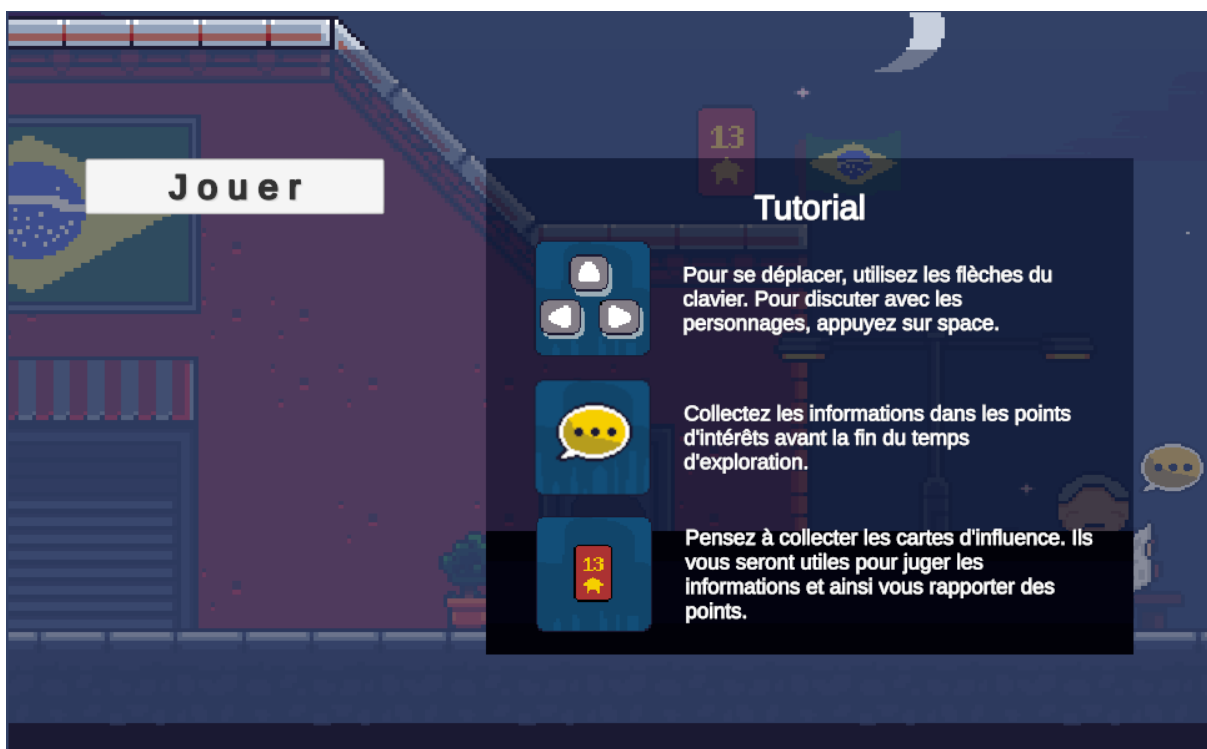 13
Jouer
Tutorial
Pour se déplacer, utilisez les flèches du
clavier. Pour discuter avec les
personnages, appuyez sur space.
Collectez les informations dans les points
d'intérêts avant la fin du temps
d'exploration.
13
Pensez à collecter les cartes d'influence. Ils
vous seront utiles pour juger les
informations et ainsi vous rapporter des
points.